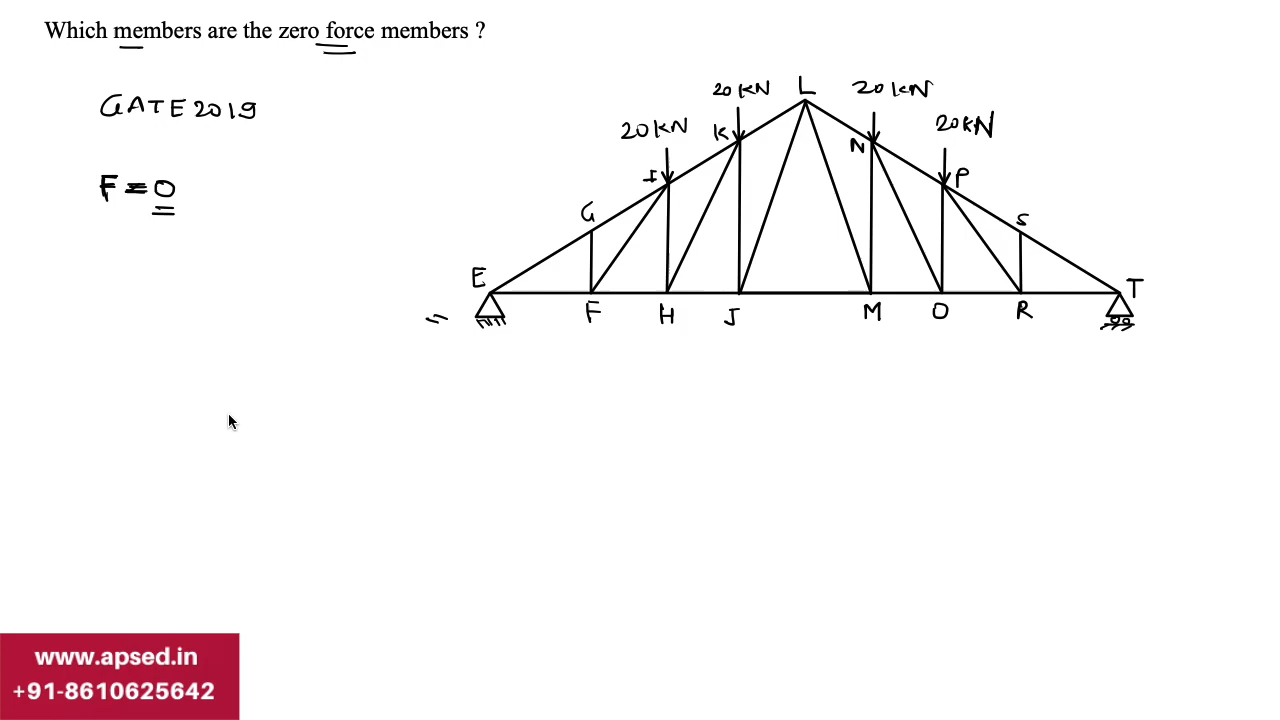 Which members are the zero force members ?
GATE 2019
F = 0
20 KN
L
20 KN
20 KN
K
N
20 KN
I
P
G
S
E
T
F
H
J
M
O
R
www.apsed.in
+91-8610625642